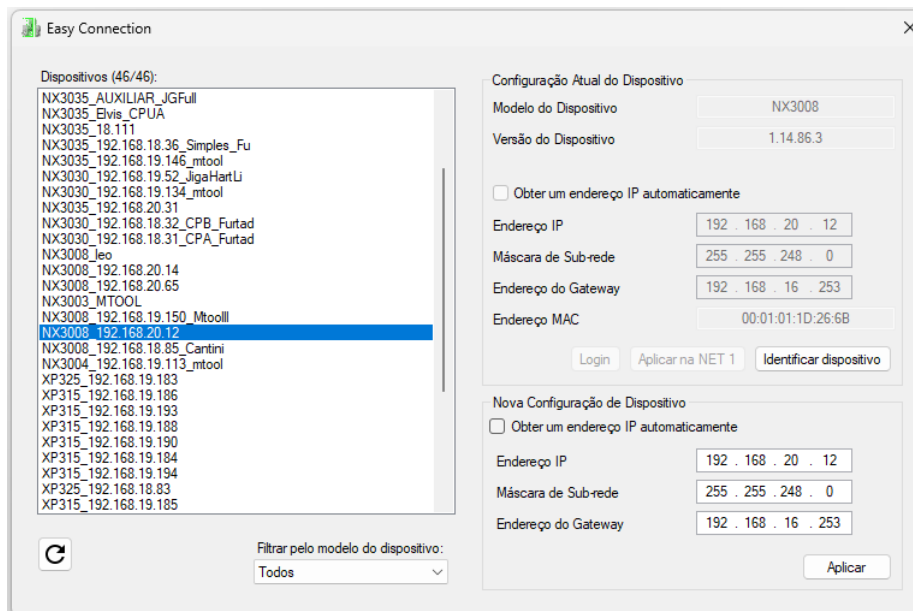 Easy Connection
Dispositivos (46/46):
NX3035_AUXILIAR_JGFull
NX3035_Elvis_CPUA
NX3035_18.111
NX3035_192.168.18.36_Simples_Fu
NX3035_192.168.19.146_mtool
NX3030_192.168.19.52_JigaHartLi
NX3030_192.168.19.134_mtool
NX3035_192.168.20.31
NX3030_192.168.18.32_CPB_Furtad
NX3030_192.168.18.31_CPA_Furtad
NX3008_leo
NX3008_192.168.20.14
NX3008_192.168.20.65
NX3003_MTOOL
NX3008_192.168.19.150_MtoolII
NX3008_192.168.20.12
NX3008_192.168.18.85_Cantini
NX3004_192.168.19.113_mtool
XP325_192.168.19.183
XP315_192.168.19.186
XP315_192.168.19.193
XP315_192.168.19.188
XP315_192.168.19.190
XP315_192.168.19.184
XP315_192.168.19.194
XP325_192.168.18.83
XP315_192.168.19.185
Filtrar pelo modelo do dispositivo:
Todos
Configuração Atual do Dispositivo
Modelo do Dispositivo NX3008
Versão do Dispositivo 1.14.86.3
Obter um endereço IP automaticamente
Endereço IP 192 . 168 . 20 . 12
Máscara de Sub-rede 255 . 255 . 248 . 0
Endereço do Gateway 192 . 168 . 16 . 253
Endereço MAC 00:01:01:1D:26:6B
Login Aplicar na NET 1 Identificar dispositivo
Nova Configuração de Dispositivo
Obter um endereço IP automaticamente
Endereço IP 192 . 168 . 20 . 12
Máscara de Sub-rede 255 . 255 . 248 . 0
Endereço do Gateway 192 . 168 . 16 . 253
Aplicar